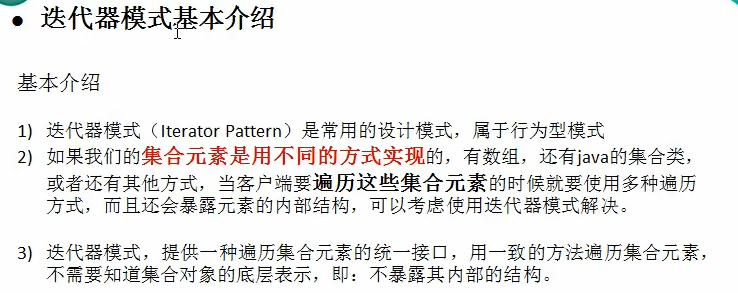 ● 迭代器模式基本介绍
基本介绍
1) 迭代器模式（Iterator Pattern）是常用的设计模式，属于行为型模式
2) 如果我们的集合元素是用不同的方式实现的，有数组，还有java的集合类，
或者还有其他方式，当客户端要遍历这些集合元素的时候就要使用多种遍历
方式，而且还会暴露元素的内部结构，可以考虑使用迭代器模式解决。
3) 迭代器模式，提供一种遍历集合元素的统一接口，用一致的方法遍历集合元素，
不需要知道集合对象的底层表示，即：不暴露其内部的结构。